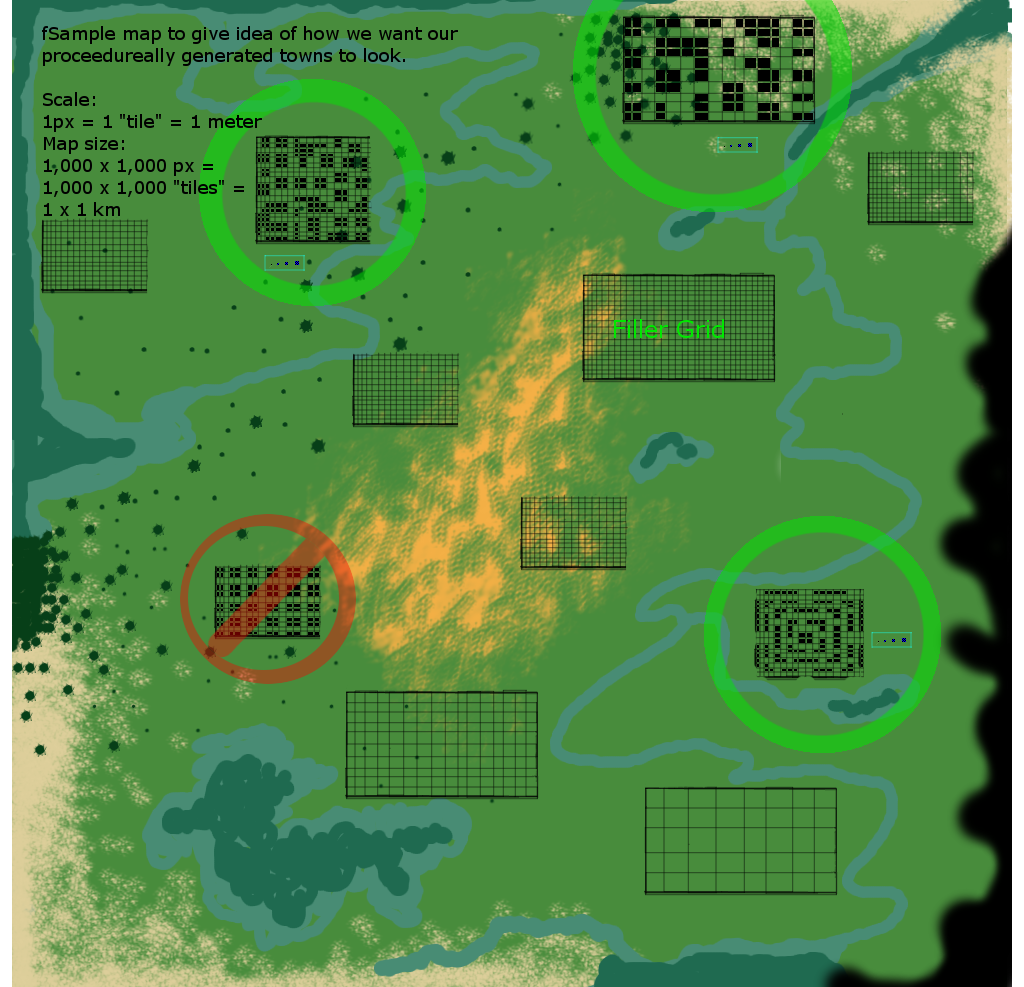 fSample map to give idea of how we want our
proceedureally generated towns to look.
Scale:
1px = 1 "tile" = 1 meter
Map size:
1,000 x 1,000 px =
1,000 x 1,000 "tiles" =
1 x 1 km
Filler Grid